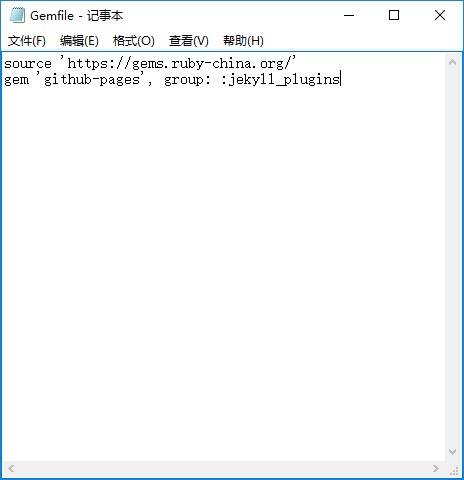 Gemfile - 记事本
文件(F) 编辑(E) 格式(O) 查看(V) 帮助(H)
source 'https://gems.ruby-china.org/'
gem 'github-pages', group: :jekyll_plugins